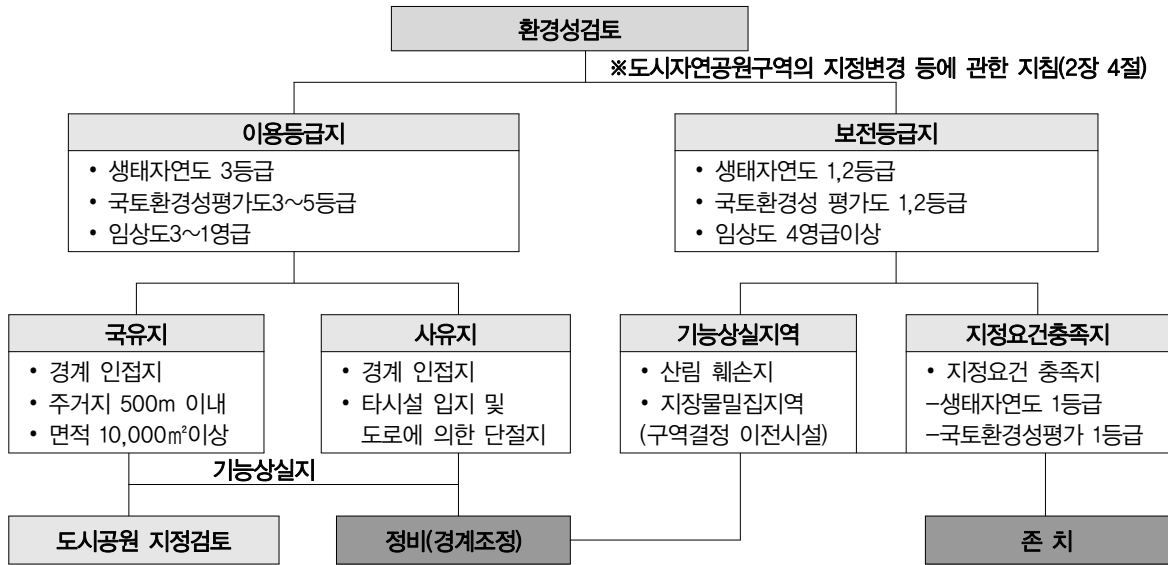 환경성검토
※도시자연공원구역의 지정변경 등에 관한 지침(2장 4절)
이용등급지
• 생태자연도 3등급
• 국토환경성평가도3～5등급
• 임상도3～1영급
보전등급지
• 생태자연도 1,2등급
• 국토환경성 평가도 1,2등급
• 임상도 4영급이상
국유지
• 경계 인접지
• 주거지 500m 이내
• 면적 10,000㎡이상
사유지
• 경계 인접지
• 타시설 입지 및
도로에 의한 단절지
기능상실지역
• 산림 훼손지
• 지장물밀집지역
(구역결정 이전시설)
지정요건충족지
• 지정요건 충족지
－생태자연도 1등급
－국토환경성평가 1등급
기능상실지
도시공원 지정검토
정비(경계조정)
존 치